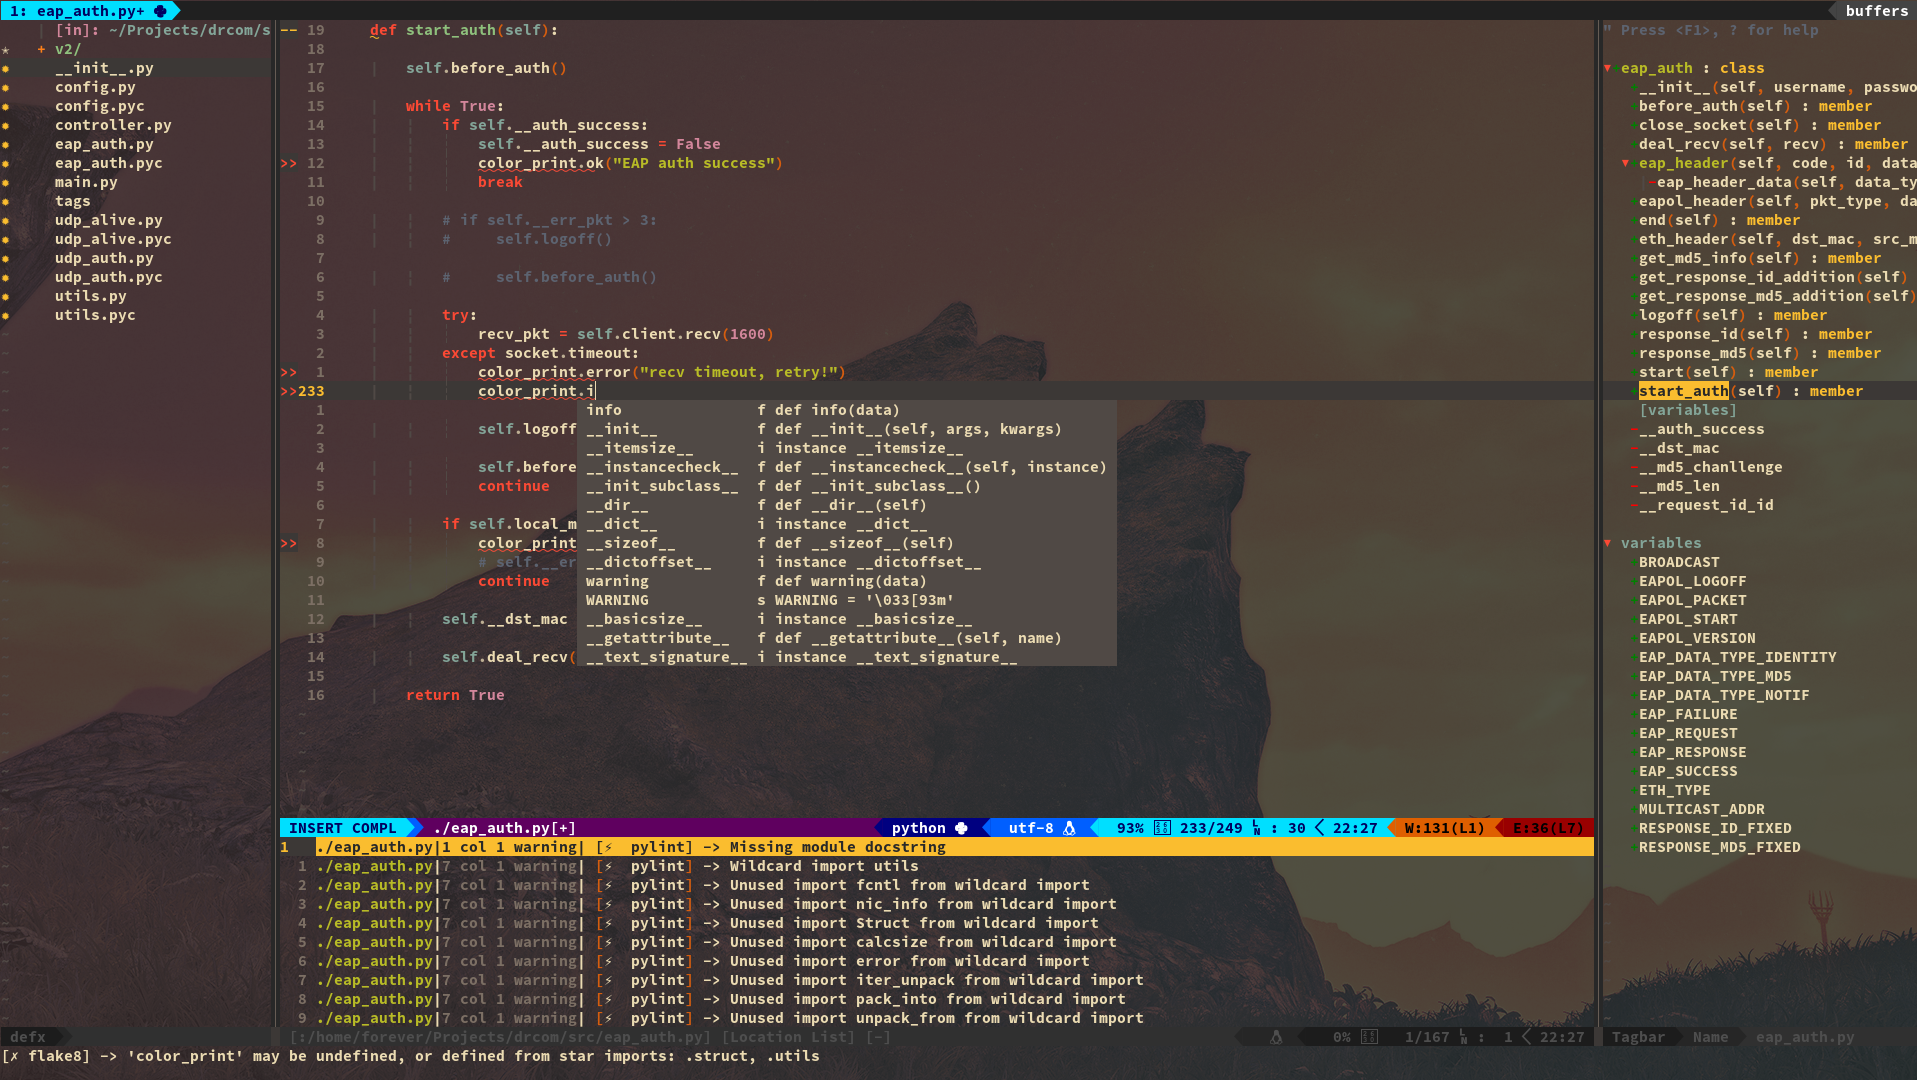 1: eap_auth.py+
buffers
[in]: ~/Projects/drcom/s
+ v2/
__init__.py
config.py
config.pyc
controller.py
eap_auth.py
eap_auth.pyc
main.py
tags
udp_alive.py
udp_alive.pyc
udp_auth.py
udp_auth.pyc
utils.py
utils.pyc
-- 19 def start_auth(self):
18
17 self.before_auth()
16
15 while True:
14 if self.__auth_success:
13 self.__auth_success = False
>> 12 color_print.ok("EAP auth success")
11 break
10
9 # if self.__err_pkt > 3:
8 # self.logoff()
7
6 # self.before_auth()
5
4 try:
3 recv_pkt = self.client.recv(1600)
2 except socket.timeout:
>> 1 color_print.error("recv timeout, retry!")
>>233 color_print.i
1
2 self.logoff
3
4 self.before
5 continue
6
7 if self.local_m
>> 8 color_print
9 # self.__er
10 continue
11
12 self.__dst_mac
13
14 self.deal_recv(
15
16 return True
info f def info(data)
__init__ f def __init__(self, args, kwargs)
__itemsize__ i instance __itemsize__
__instancecheck__ f def __instancecheck__(self, instance)
__init_subclass__ f def __init_subclass__()
__dir__ f def __dir__(self)
__dict__ i instance __dict__
__sizeof__ f def __sizeof__(self)
__dictoffset__ i instance __dictoffset__
warning f def warning(data)
WARNING s WARNING = '\033[93m'
__basicsize__ i instance __basicsize__
__getattribute__ f def __getattribute__(self, name)
__text_signature__ i instance __text_signature__
INSERT COMPL ./eap_auth.py[+] python utf-8 93% 233/249 : 30 22:27 W:131(L1) E:36(L7)
1 ./eap_auth.py|1 col 1 warning| [⚡ pylint] -> Missing module docstring
1 ./eap_auth.py|7 col 1 warning| [⚡ pylint] -> Wildcard import utils
2 ./eap_auth.py|7 col 1 warning| [⚡ pylint] -> Unused import fcntl from wildcard import
3 ./eap_auth.py|7 col 1 warning| [⚡ pylint] -> Unused import nic_info from wildcard import
4 ./eap_auth.py|7 col 1 warning| [⚡ pylint] -> Unused import Struct from wildcard import
5 ./eap_auth.py|7 col 1 warning| [⚡ pylint] -> Unused import calcsize from wildcard import
6 ./eap_auth.py|7 col 1 warning| [⚡ pylint] -> Unused import error from wildcard import
7 ./eap_auth.py|7 col 1 warning| [⚡ pylint] -> Unused import iter_unpack from wildcard import
8 ./eap_auth.py|7 col 1 warning| [⚡ pylint] -> Unused import pack_into from wildcard import
9 ./eap_auth.py|7 col 1 warning| [⚡ pylint] -> Unused import unpack_from from wildcard import
" Press <F1>, ? for help
▼ eap_auth : class
+__init__(self, username, passwo
+before_auth(self) : member
+close_socket(self) : member
+deal_recv(self, recv) : member
▼ eap_header(self, code, id, data
-eap_header_data(self, data_ty
+eapol_header(self, pkt_type, da
+end(self) : member
+eth_header(self, dst_mac, src_m
+get_md5_info(self) : member
+get_response_id_addition(self)
+get_response_md5_addition(self)
+logoff(self) : member
+response_id(self) : member
+response_md5(self) : member
+start(self) : member
+start_auth(self) : member
[variables]
-__auth_success
-__dst_mac
-__md5_chanllenge
-__md5_len
-__request_id_id
▼ variables
+BROADCAST
+EAPOL_LOGOFF
+EAPOL_PACKET
+EAPOL_START
+EAPOL_VERSION
+EAP_DATA_TYPE_IDENTITY
+EAP_DATA_TYPE_MD5
+EAP_DATA_TYPE_NOTIF
+EAP_FAILURE
+EAP_REQUEST
+EAP_RESPONSE
+EAP_SUCCESS
+ETH_TYPE
+MULTICAST_ADDR
+RESPONSE_ID_FIXED
+RESPONSE_MD5_FIXED
defx [:/home/forever/Projects/drcom/src/eap_auth.py] [Location List] [-] 0% 1/167 : 1 22:27 Tagbar Name eap_auth.py
[✗ flake8] -> 'color_print' may be undefined, or defined from star imports: .struct, .utils